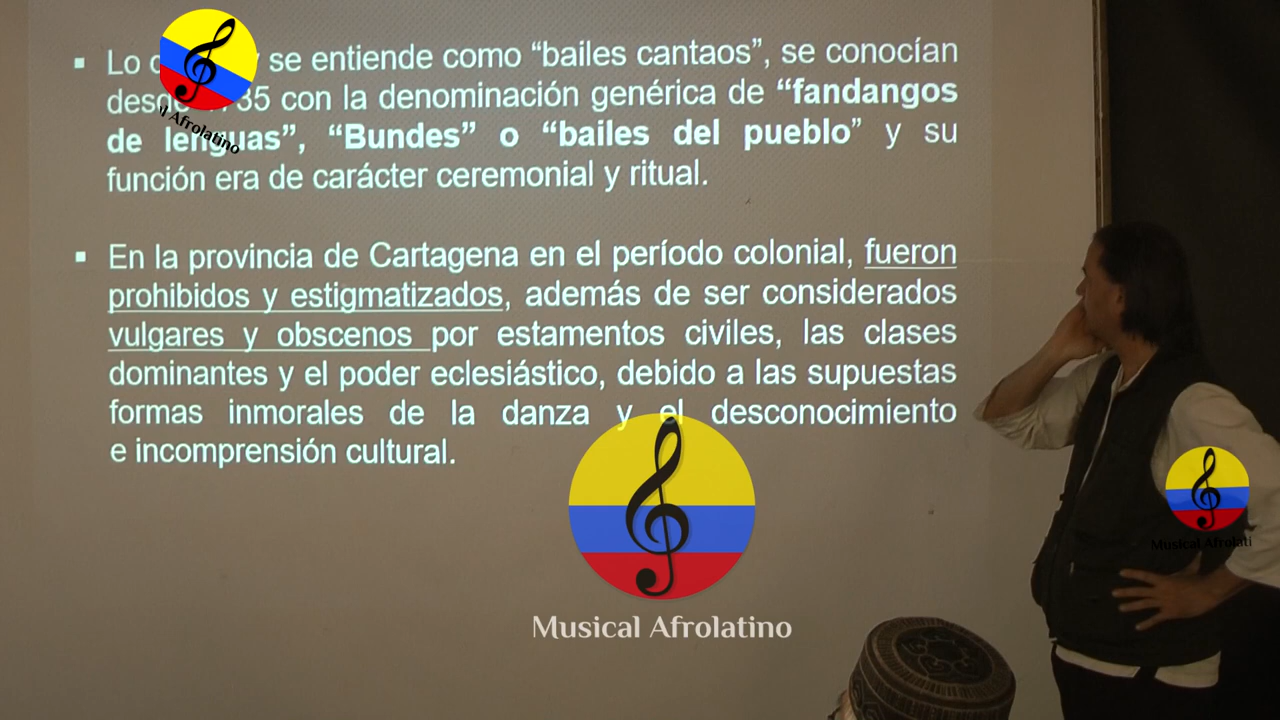 Lo se entiende como “bailes cantaos”, se conocían
desde 35 con la denominación genérica de “fandangos
de lenguas”, “Bundes” o “bailes del pueblo” y su
función era de carácter ceremonial y ritual.
En la provincia de Cartagena en el período colonial, fueron
prohibidos y estigmatizados, además de ser considerados
vulgares y obscenos por estamentos civiles, las clases
dominantes y el poder eclesiástico, debido a las supuestas
formas inmorales de la danza y el desconocimiento
e incomprensión cultural.
l Afrolatino
Musical Afrolati
Musical Afrolatino